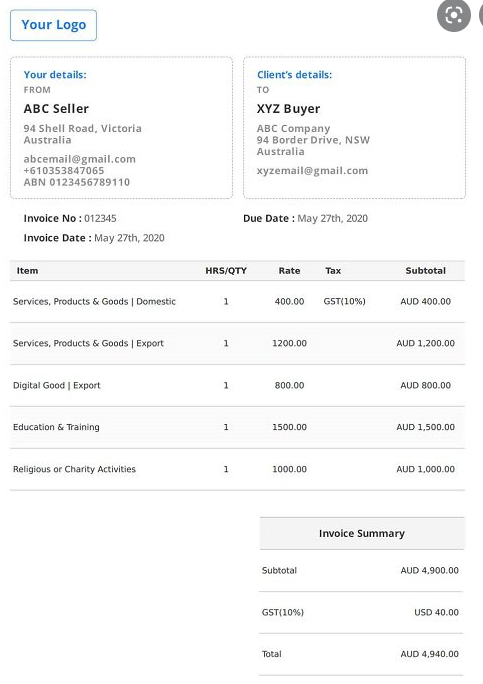 Your Logo
Your details:
FROM
ABC Seller
94 Shell Road, Victoria
Australia
abcemail@gmail.com
+610353847065
ABN 0123456789110
Client's details:
TO
XYZ Buyer
ABC Company
94 Border Drive, NSW
Australia
xyzemail@gmail.com
Invoice No : 012345
Due Date : May 27th, 2020
Invoice Date : May 27th, 2020
Item HRS/QTY Rate Tax Subtotal
Services, Products & Goods | Domestic 1 400.00 GST(10%) AUD 400.00
Services, Products & Goods | Export 1 1200.00 AUD 1,200.00
Digital Good | Export 1 800.00 AUD 800.00
Education & Training 1 1500.00 AUD 1,500.00
Religious or Charity Activities 1 1000.00 AUD 1,000.00
Invoice Summary
Subtotal AUD 4,900.00
GST(10%) USD 40.00
Total AUD 4,940.00